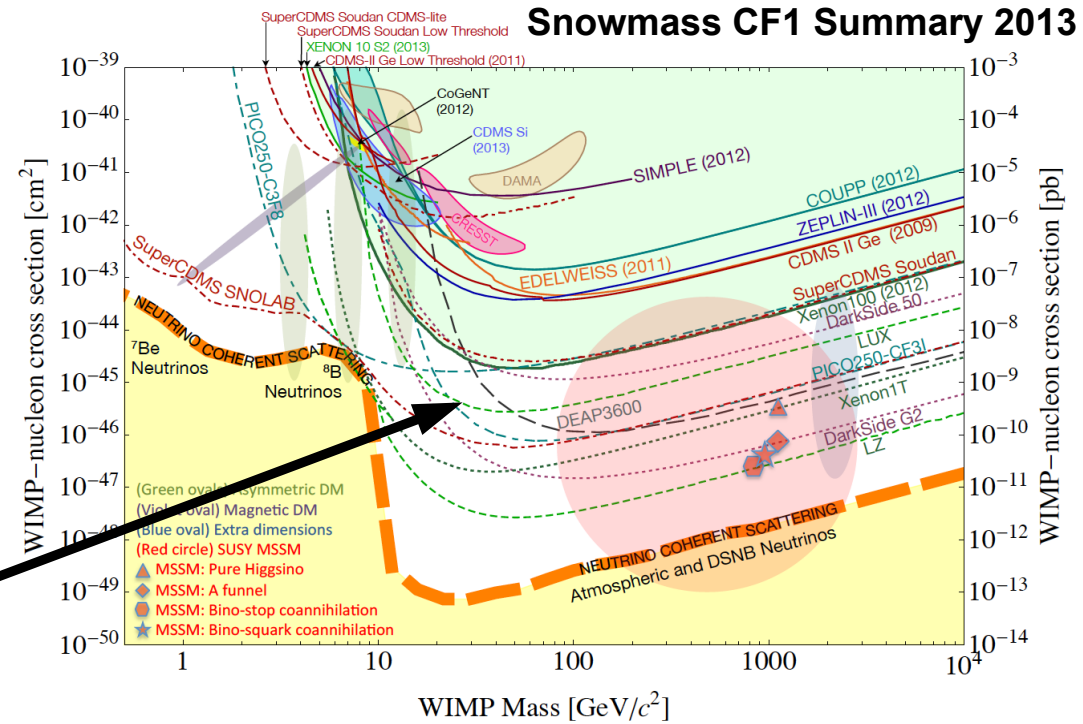 Snowmass CF1 Summary 2013
SuperCDMS Soudan CDMS-lite
SuperCDMS Soudan Low Threshold
XENON 10 S2 (2013)
CDMS-II Ge Low Threshold (2011)
10−39
10−40
10−41
10−42
10−43
10−44
10−45
10−46
10−47
10−49
10−50
WIMP−nucleon cross section [cm2]
10−3
10−4
10−5
10−6
10−7
10−8
10−9
10−10
10−11
10−12
10−13
10−14
WIMP−nucleon cross section [pb]
PICO250-C3F8
CoGeNT
(2012)
CDMS Si
(2013)
DAMA
SIMPLE (2012)
COUPP (2012)
ZEPLIN-III (2012)
CRESST
CDMS II Ge (2009)
EDELWEISS (2011)
SuperCDMS SNOLAB
SuperCDMS Soudan
Xenon100 (2012)
DarkSide 50
LUX
PICO250-CF3I
Xenon1T
DEAP3600
DarkSide G2
LZ
NEUTRINO COHERENT SCATTERING
7Be
Neutrinos
8B
Neutrinos
NEUTRINO COHERENT SCATTERING
Atmospheric and DSNB Neutrinos
(Green ovals) Asymmetric DM
(Violet oval) Magnetic DM
(Blue oval) Extra dimensions
(Red circle) SUSY MSSM
MSSM: Pure Higgsino
MSSM: A funnel
MSSM: Bino-stop coannihilation
MSSM: Bino-squark coannihilation
1 10 100 1000 104
WIMP Mass [GeV/c2]